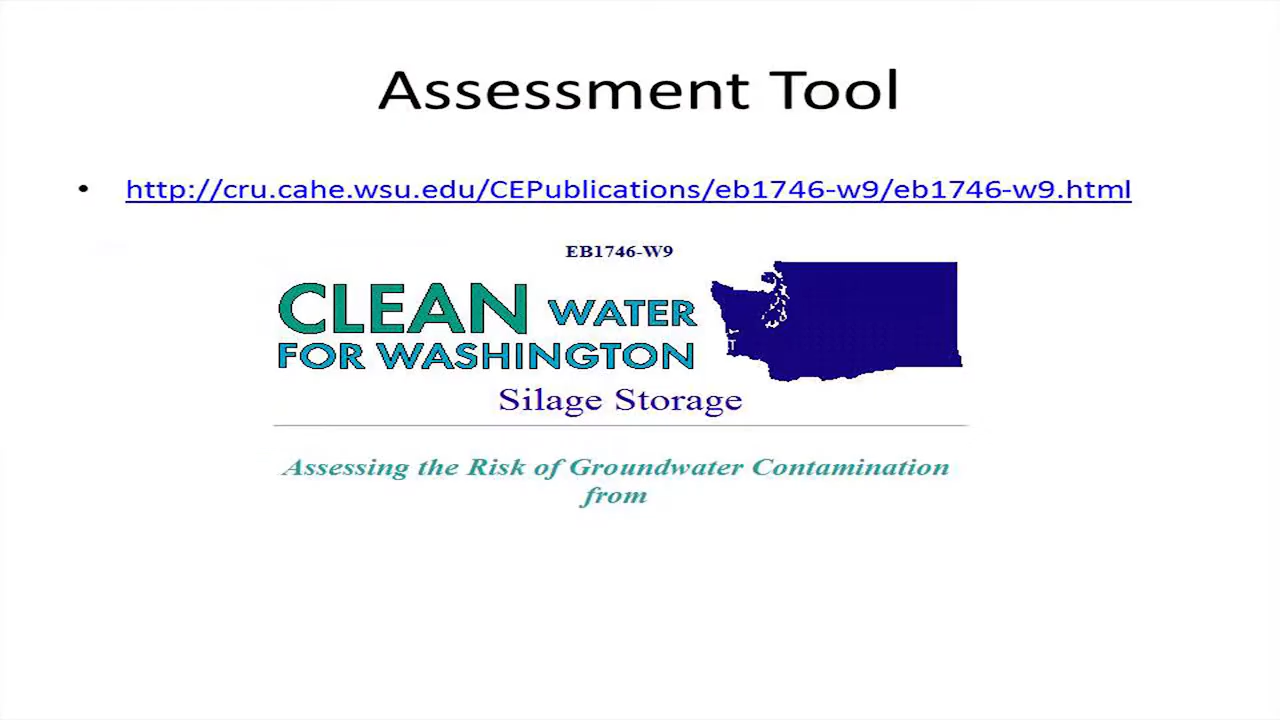 Assessment Tool
• http://cru.cahe.wsu.edu/CEPublications/eb1746-w9/eb1746-w9.html
EB1746-W9
CLEAN WATER
FOR WASHINGTON
Silage Storage
Assessing the Risk of Groundwater Contamination
from